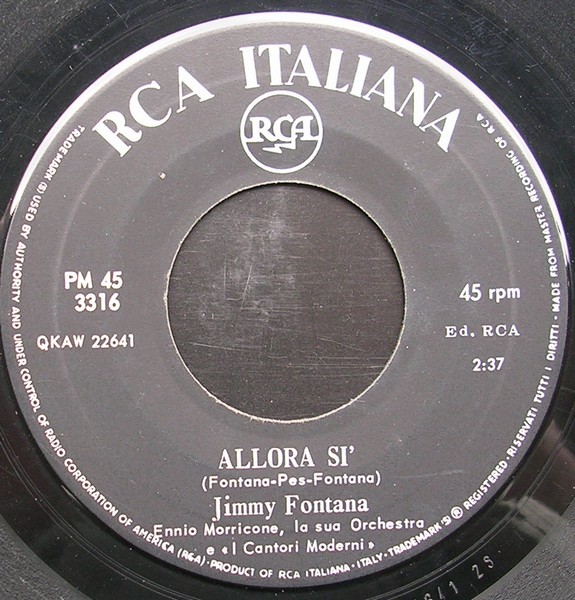 RCA ITALIANA
RCA
PM 45
3316
QKAW 22641
45 rpm
Ed. RCA
2:37
ALLORA SI'
(Fontana-Pes-Fontana)
Jimmy Fontana
Ennio Morricone, la sua Orchestra
e «I Cantori Moderni»
TRADEMARK (S) USED BY AUTHORITY AND UNDER CONTROL OF RADIO CORPORATION OF AMERICA (RCA) - PRODUCT OF RCA ITALIANA - ITALY - TRADEMARK (S) ® REGISTERED - RISERVATI TUTTI I DIRITTI - MADE FROM MASTER RECORDING OF RCA